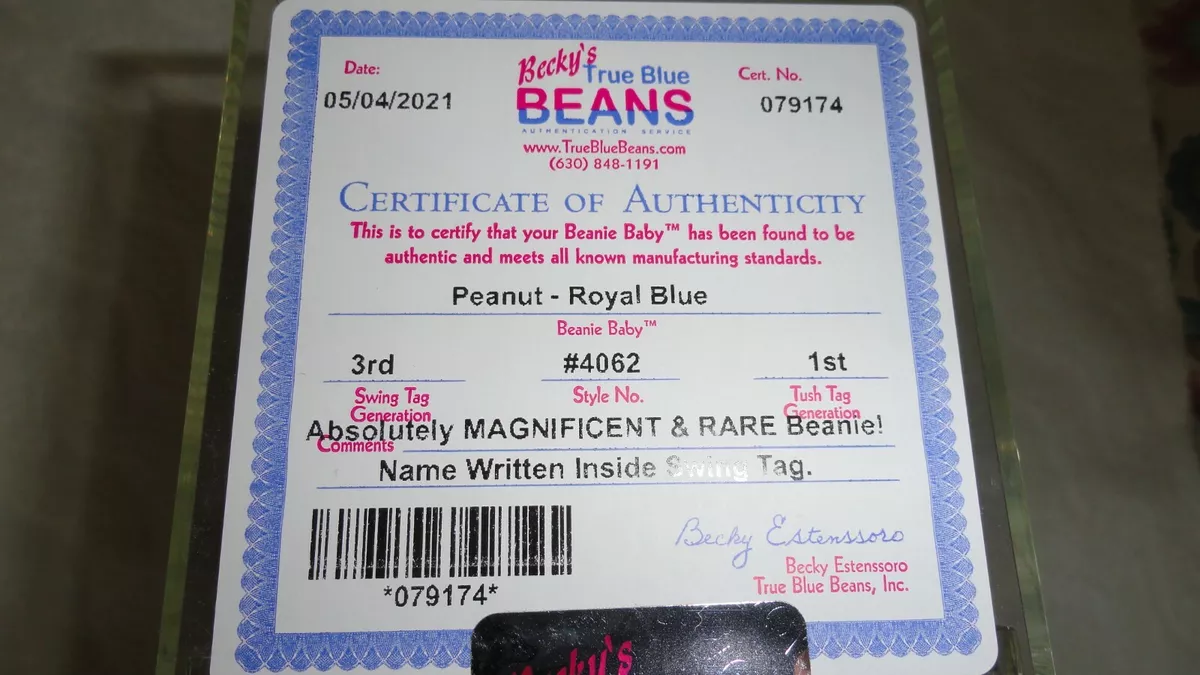 Date:
05/04/2021
Becky's
True Blue
BEANS
AUTHENTICATION SERVICE
www.TrueBlueBeans.com
(630) 848-1191
Cert. No.
079174
CERTIFICATE OF AUTHENTICITY
This is to certify that your Beanie Baby™ has been found to be
authentic and meets all known manufacturing standards.
Peanut - Royal Blue
Beanie Baby™
3rd #4062 1st
Swing Tag Style No. Tush Tag
Generation Generation
Absolutely MAGNIFICENT & RARE Beanie!
Comments
Name Written Inside Swing Tag.
*079174*
Becky Estenssoro
Becky Estenssoro
True Blue Beans, Inc.
Becky's